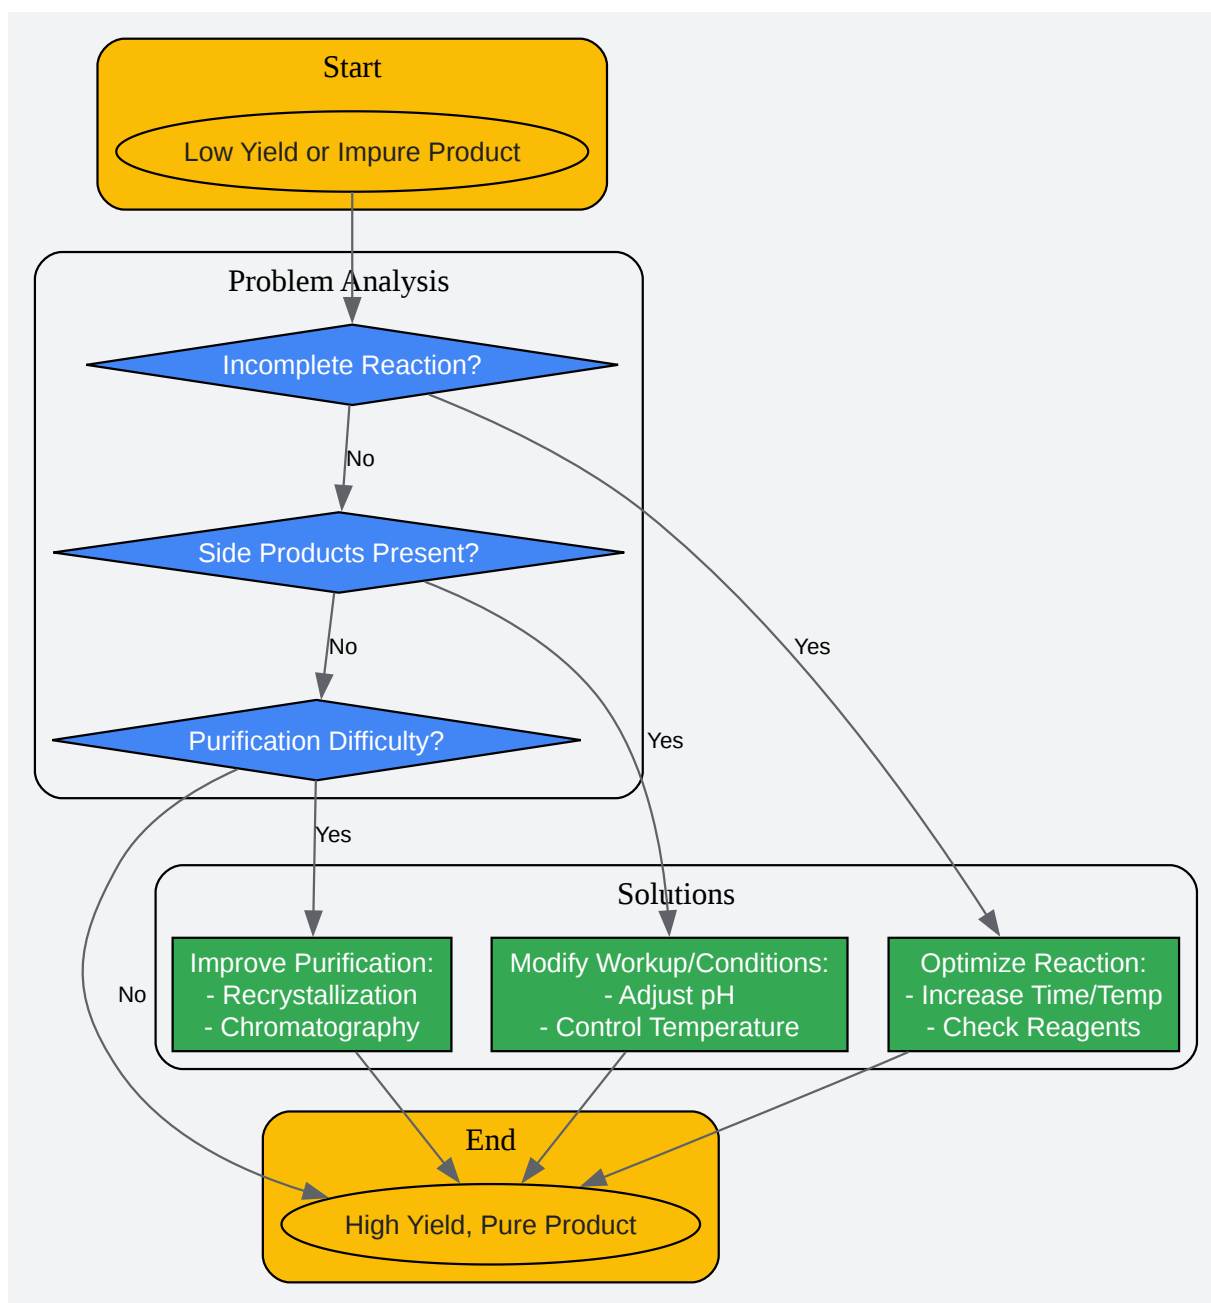 Start
Low Yield or Impure Product
Problem Analysis
Incomplete Reaction?
No
Side Products Present?
No
Yes
Purification Difficulty?
Yes
Yes
Solutions
Improve Purification:
- Recrystallization
- Chromatography
Modify Workup/Conditions:
- Adjust pH
- Control Temperature
Optimize Reaction:
- Increase Time/Temp
- Check Reagents
No
End
High Yield, Pure Product